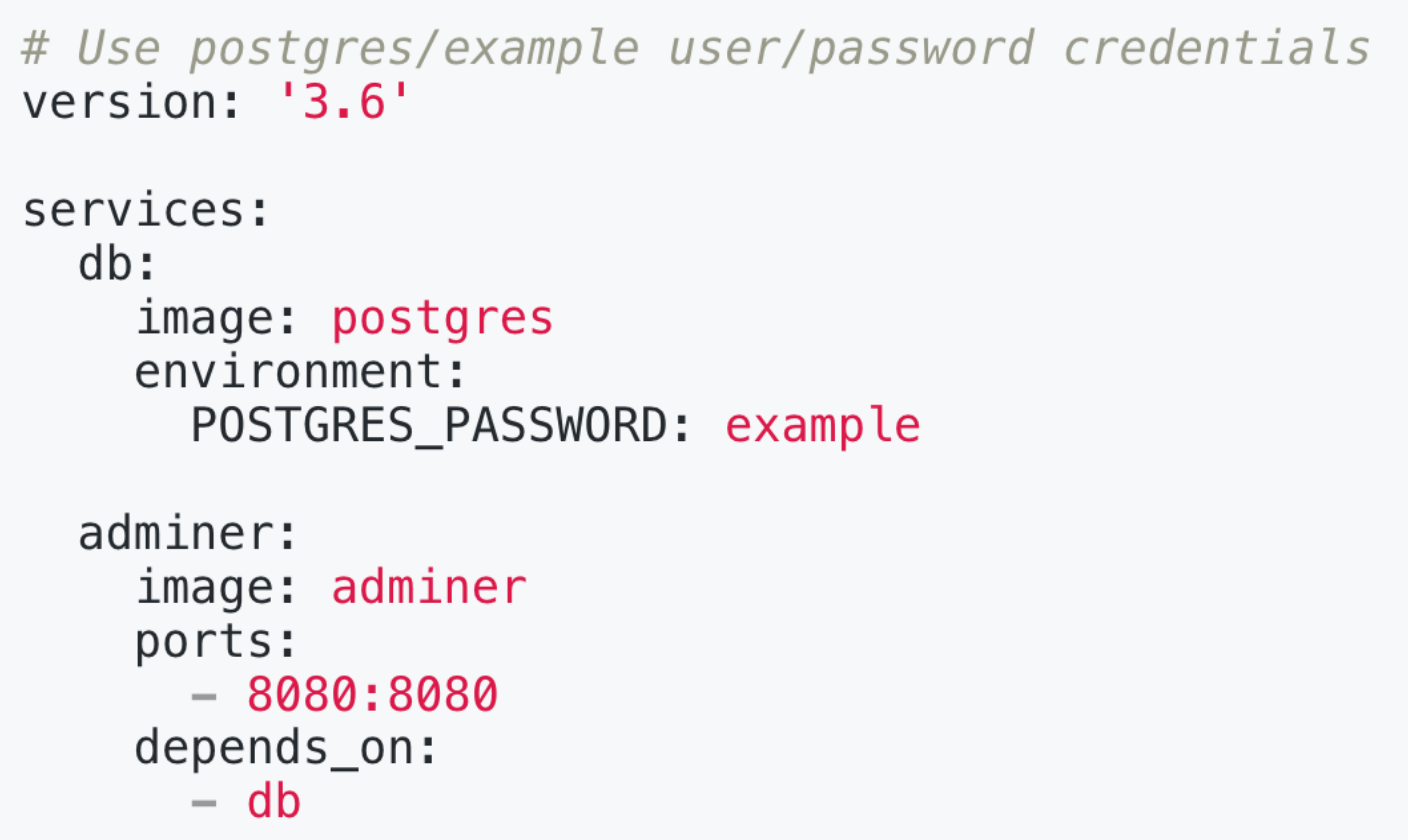 # Use postgres/example user/password credentials
version: '3.6'

services:
  db:
    image: postgres
    environment:
      POSTGRES_PASSWORD: example

  adminer:
    image: adminer
    ports:
      - 8080:8080
    depends_on:
      - db